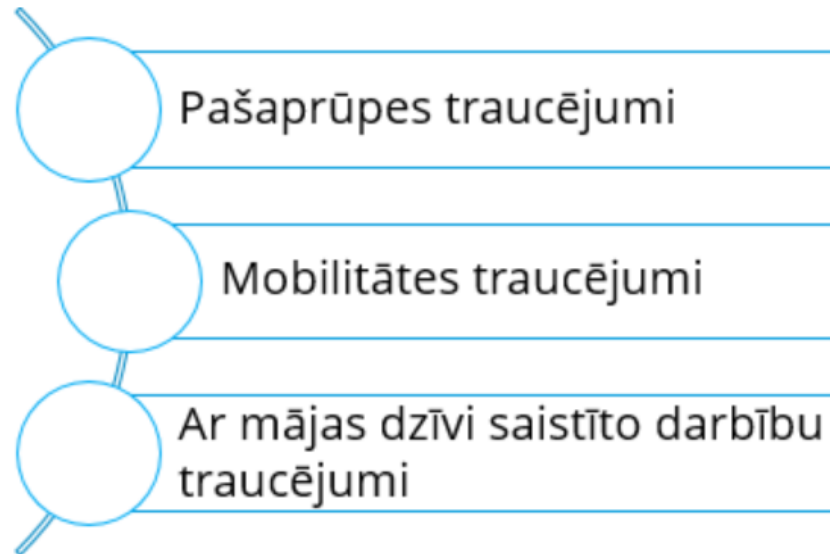 Pašaprūpes traucējumi
Mobilitātes traucējumi
Ar mājas dzīvi saistīto darbību
traucējumi